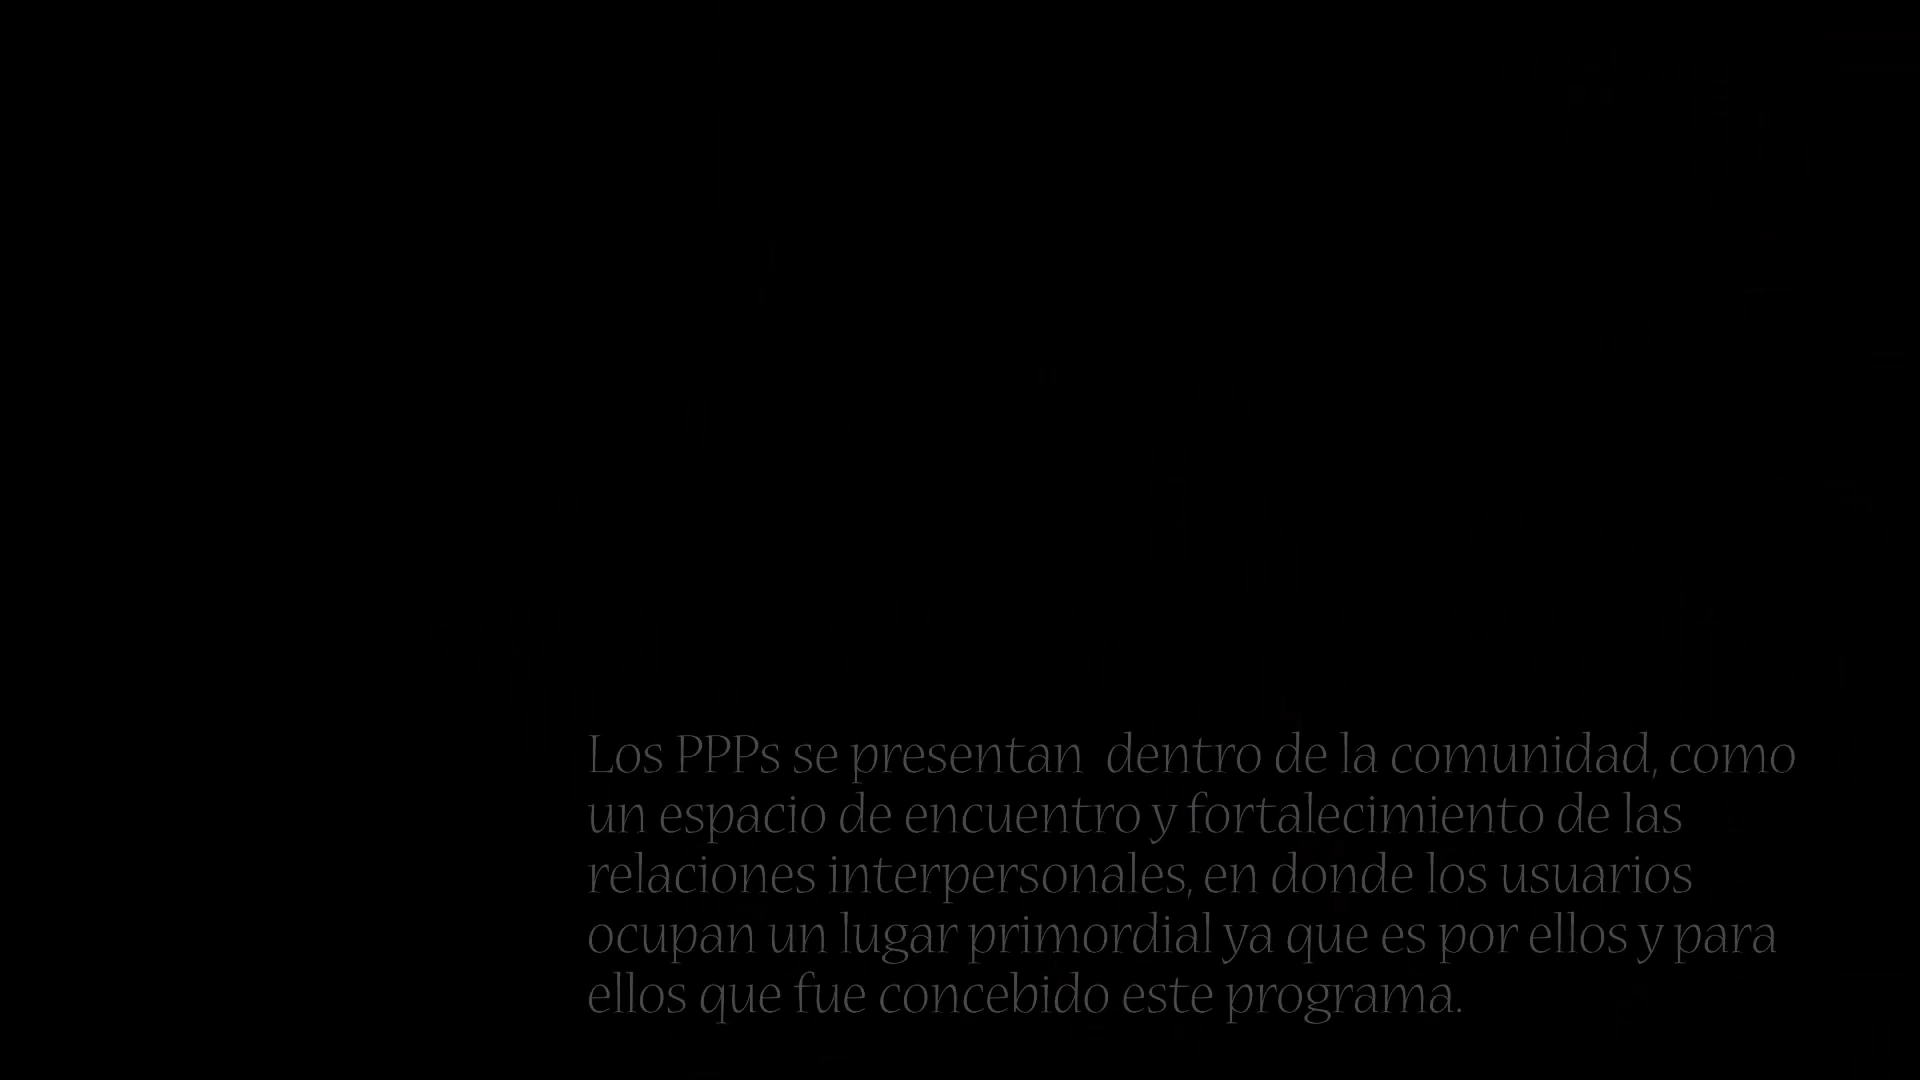 Los PPPs se presentan  dentro de la comunidad, como
un espacio de encuentro y fortalecimiento de las
relaciones interpersonales, en donde los usuarios
ocupan un lugar primordial ya que es por ellos y para
ellos que fue concebido este programa.